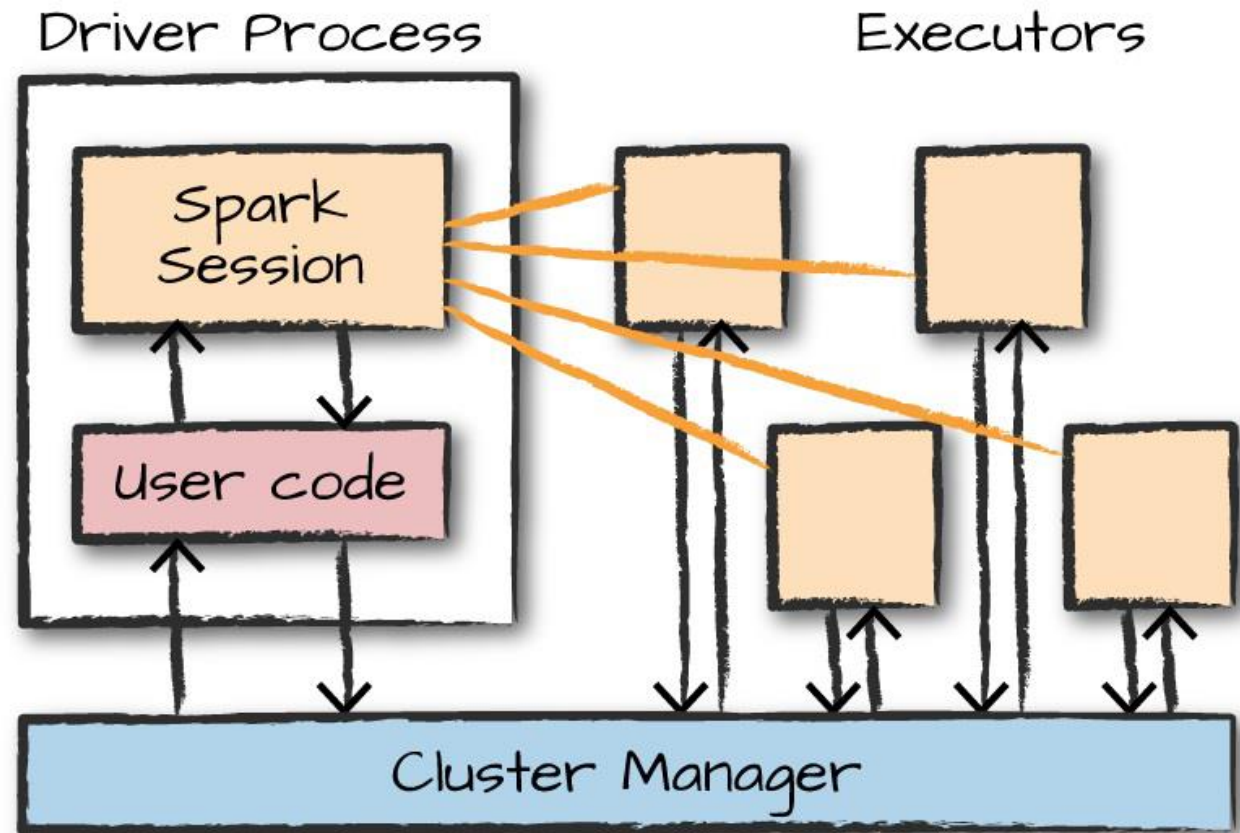 Driver Process
Executors
Spark
Session
User code
Cluster Manager